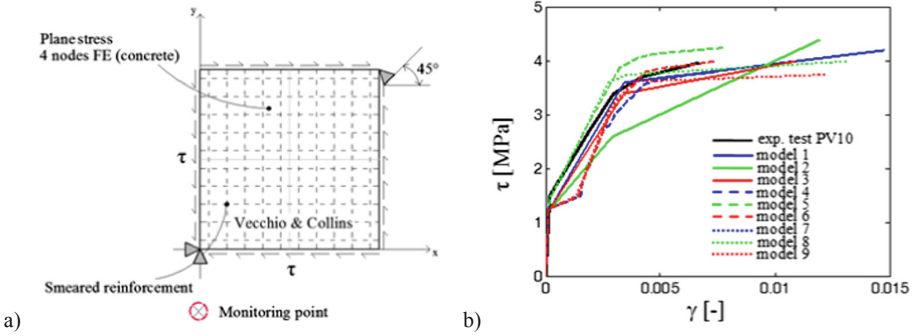 a)
y
Plane stress
4 nodes FE (concrete)
45°
τ
Vecchio & Collins
x
τ
Smeared reinforcement
Monitoring point
b)
τ [MPa]
5
4
3
2
1
0
0
0.005
0.01
0.015
γ [-]
exp. test PV10
model 1
model 2
model 3
model 4
model 5
model 6
model 7
model 8
model 9